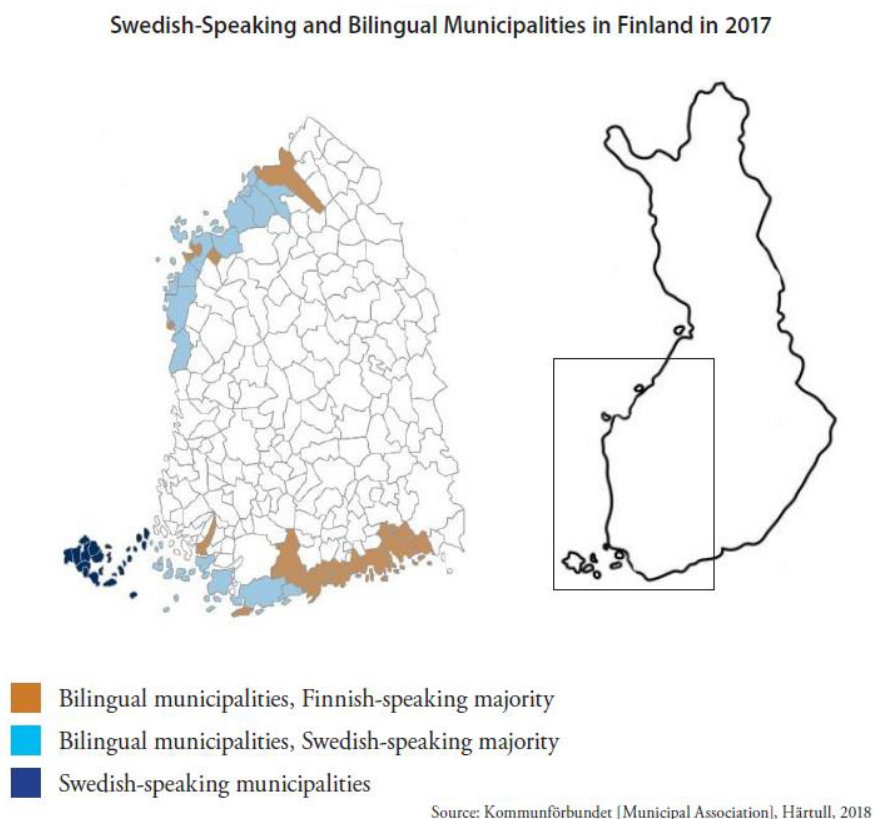 Swedish-Speaking and Bilingual Municipalities in Finland in 2017
Bilingual municipalities, Finnish-speaking majority
Bilingual municipalities, Swedish-speaking majority
Swedish-speaking municipalities
Source: Kommunförbundet [Municipal Association], Härtull, 2018